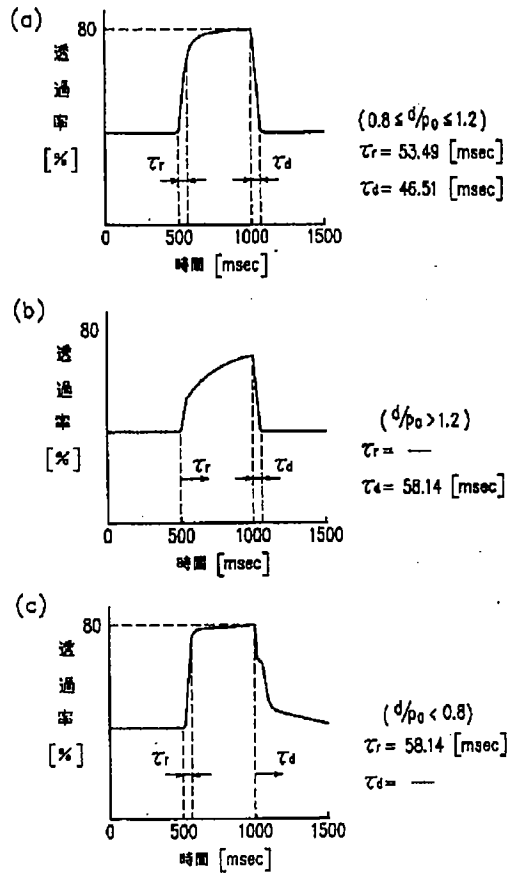 (a)
80
透過率
[%]
τr
τd
0 500 1000 1500
時間 [msec]
(0.8≤d/p₀≤1.2)
τr= 53.49 [msec]
τd= 46.51 [msec]
(b)
80
透過率
[%]
τr
τd
0 500 1000 1500
時間 [msec]
(d/p₀>1.2)
τr= —
τd= 58.14 [msec]
(c)
80
透過率
[%]
τr
τd
0 500 1000 1500
時間 [msec]
(d/p₀<0.8)
τr= 58.14 [msec]
τd= —